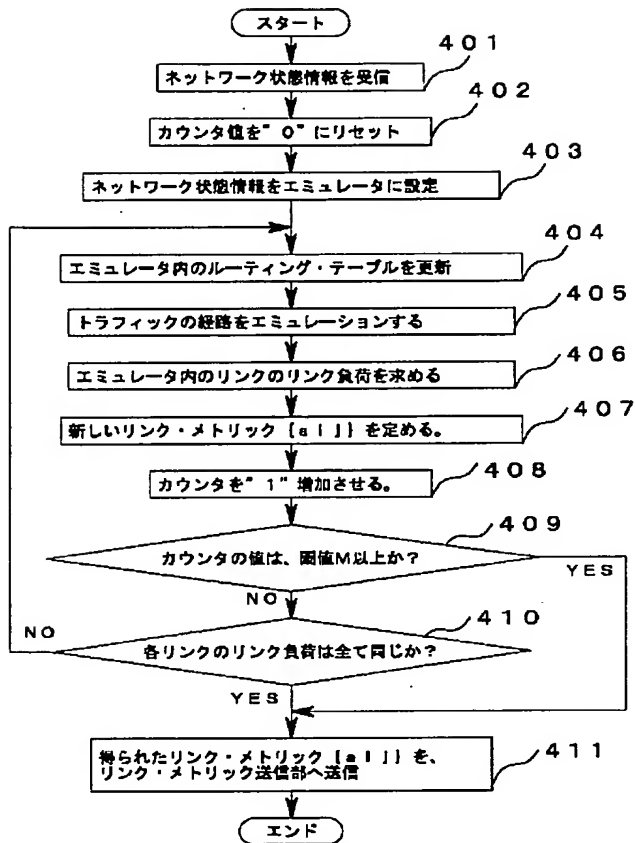 スタート
401
ネットワーク状態情報を受信
402
カウンタ値を"0"にリセット
403
ネットワーク状態情報をエミュレータに設定
404
エミュレータ内のルーティング・テーブルを更新
405
トラフィックの経路をエミュレーションする
406
エミュレータ内のリンクのリンク負荷を求める
407
新しいリンク・メトリック{aij}を定める。
408
カウンタを"1"増加させる。
409
カウンタの値は、閾値M以上か?
YES
NO
410
NO
各リンクのリンク負荷は全て同じか?
YES
411
得られたリンク・メトリック{aij}を、
リンク・メトリック送信部へ送信
エンド